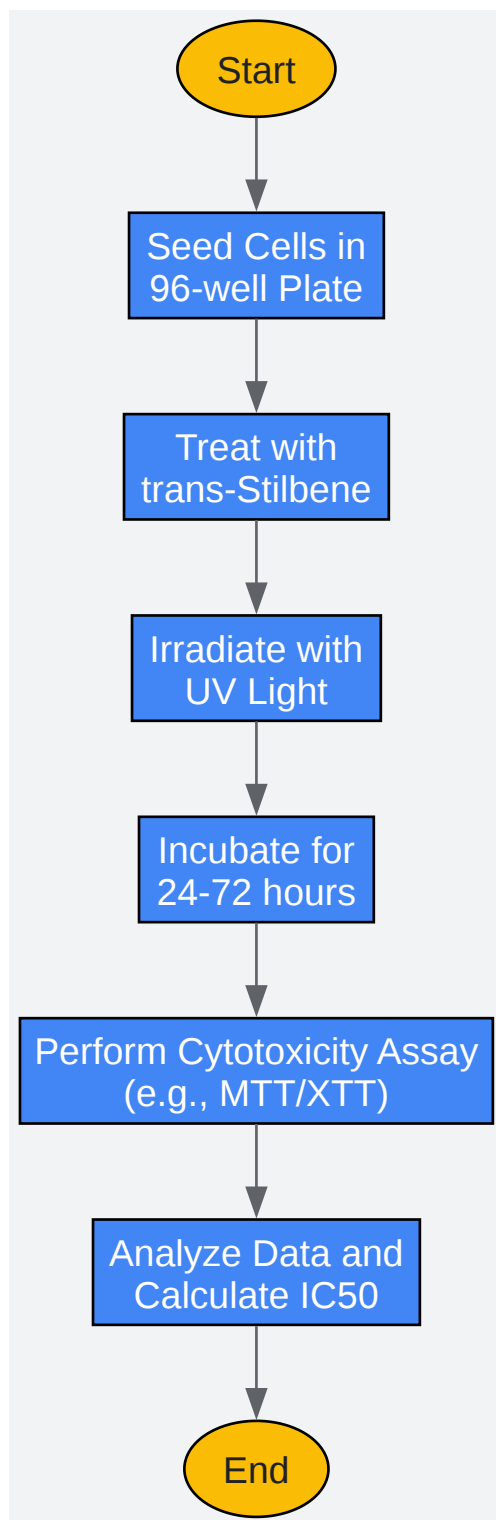 Start
Seed Cells in
96-well Plate
Treat with
trans-Stilbene
Irradiate with
UV Light
Incubate for
24-72 hours
Perform Cytotoxicity Assay
(e.g., MTT/XTT)
Analyze Data and
Calculate IC50
End